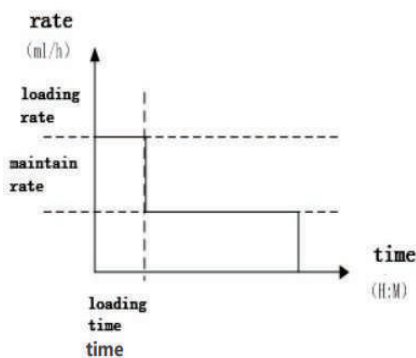 rate
(ml/h)
loading
rate
maintain
rate
time
(H:M)
loading
time
time